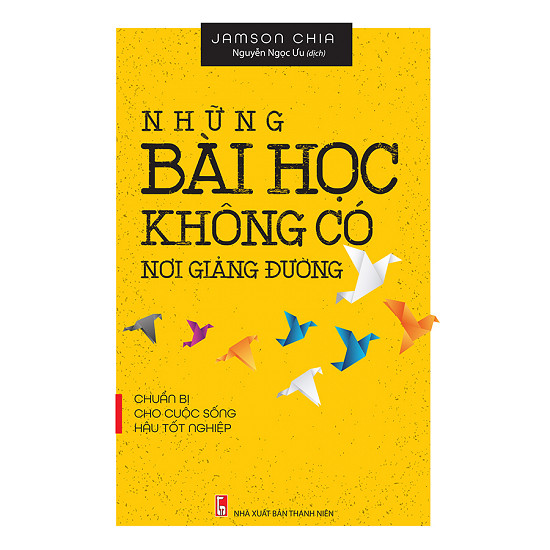 JAMSON CHIA
Nguyễn Ngọc Ưu (dịch)
NHỮNG
BÀI HỌC
KHÔNG CÓ
NƠI GIẢNG ĐƯỜNG
CHUẨN BỊ
CHO CUỘC SỐNG
HẬU TỐT NGHIỆP
NHÀ XUẤT BẢN THANH NIÊN